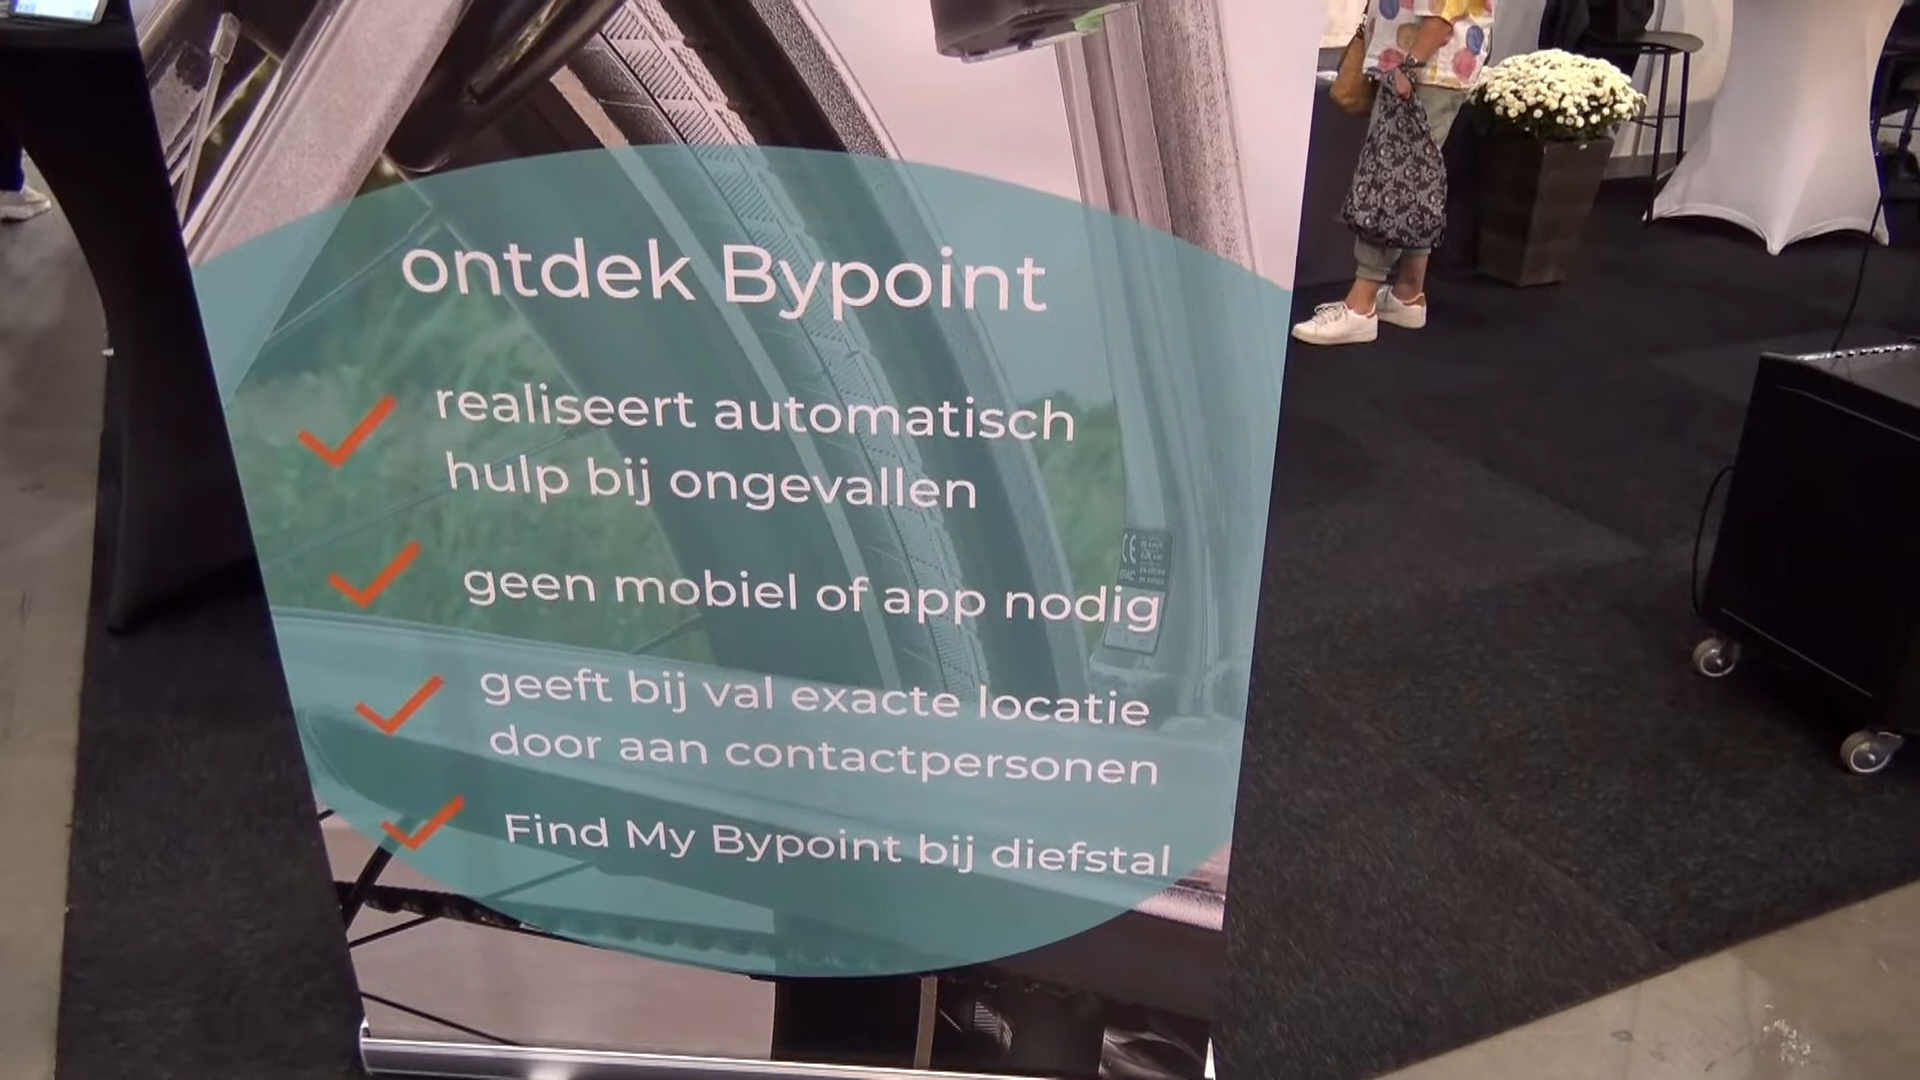 ontdek Bypoint
realiseert automatisch
hulp bij ongevallen
geen mobiel of app nodig
geeft bij val exacte locatie
door aan contactpersonen
Find My Bypoint bij diefstal
CE